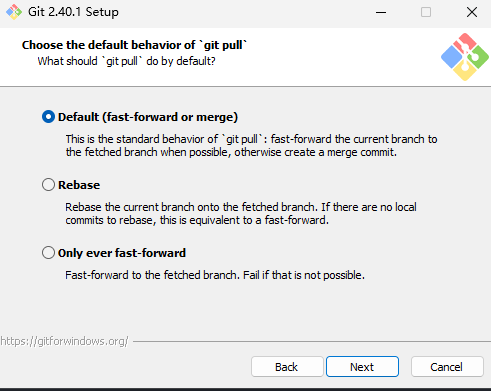 Git 2.40.1 Setup
Choose the default behavior of `git pull`
What should `git pull` do by default?
Default (fast-forward or merge)
This is the standard behavior of `git pull`: fast-forward the current branch to
the fetched branch when possible, otherwise create a merge commit.
Rebase
Rebase the current branch onto the fetched branch. If there are no local
commits to rebase, this is equivalent to a fast-forward.
Only ever fast-forward
Fast-forward to the fetched branch. Fail if that is not possible.
https://gitforwindows.org/
Back Next Cancel